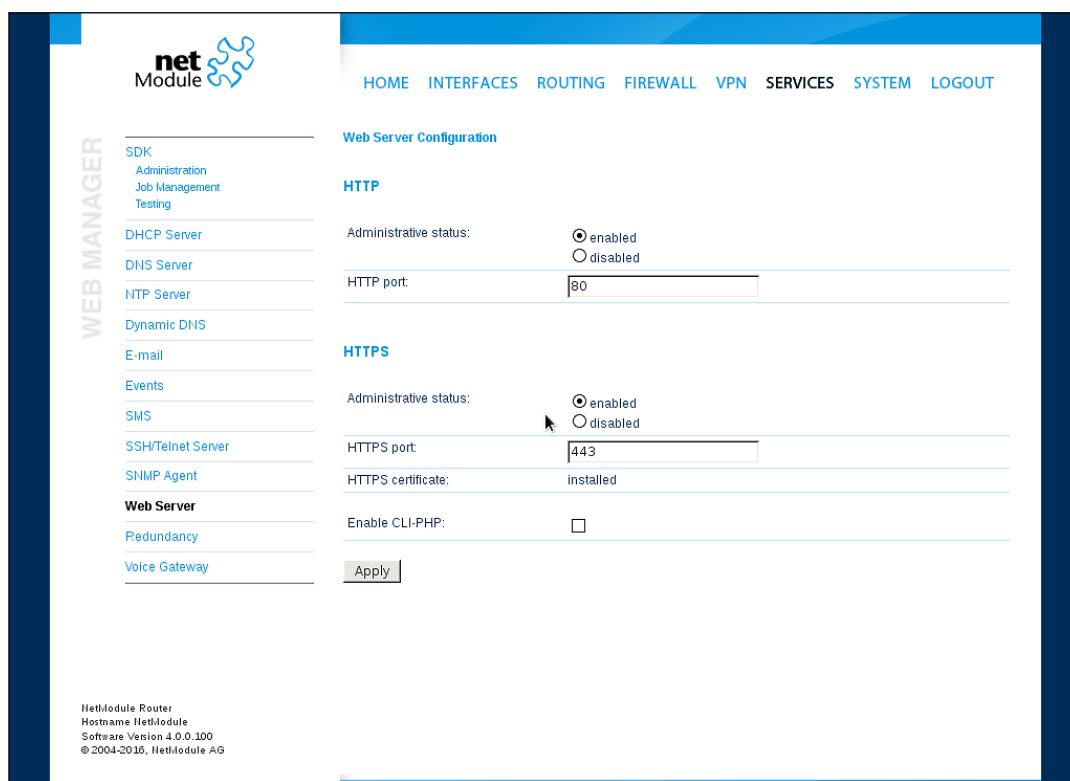 net
Module
HOME INTERFACES ROUTING FIREWALL VPN SERVICES SYSTEM LOGOUT
WEB MANAGER
SDK
Administration
Job Management
Testing
DHCP Server
DNS Server
NTP Server
Dynamic DNS
E-mail
Events
SMS
SSH/Telnet Server
SNMP Agent
Web Server
Redundancy
Voice Gateway
Web Server Configuration
HTTP
Administrative status:
enabled
disabled
HTTP port: 80
HTTPS
Administrative status:
enabled
disabled
HTTPS port: 443
HTTPS certificate: installed
Enable CLI-PHP:
Apply
NetModule Router
Hostname NetModule
Software Version 4.0.0.100
© 2004-2016, NetModule AG